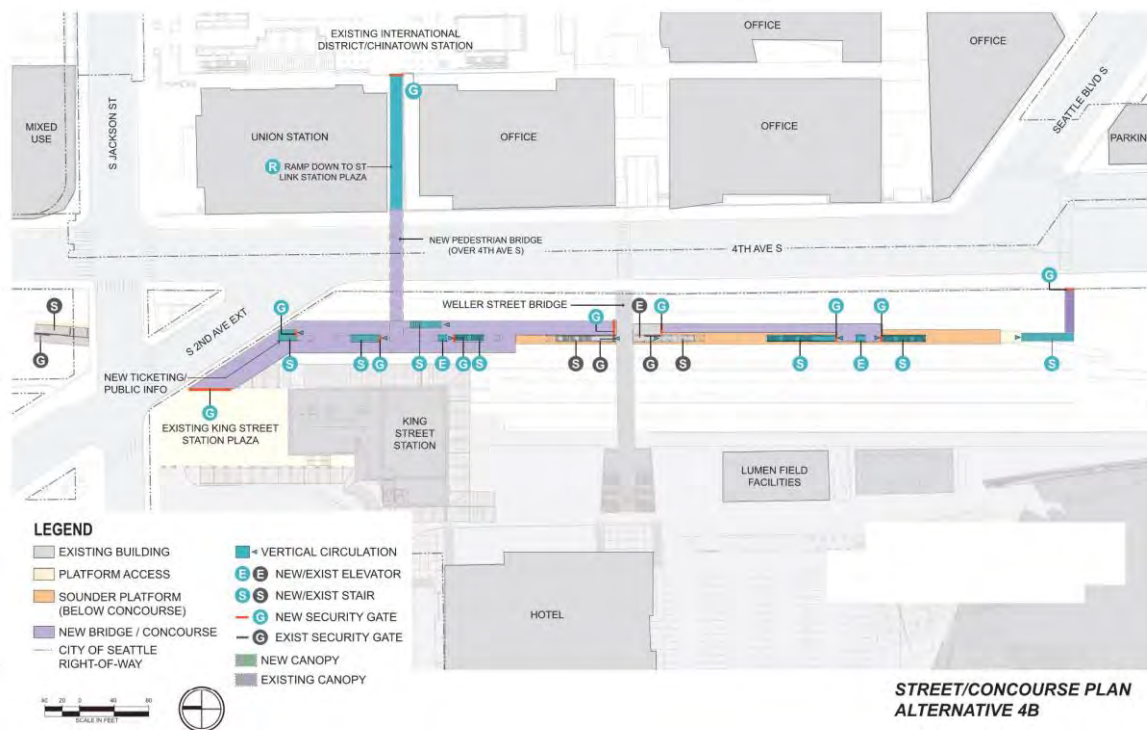 EXISTING INTERNATIONAL
DISTRICT/CHINATOWN STATION
OFFICE
OFFICE
SEATTLE BLVD S
MIXED
USE
S JACKSON ST
G
UNION STATION
OFFICE
OFFICE
PARKIN
R RAMP DOWN TO ST
LINK STATION PLAZA
NEW PEDESTRIAN BRIDGE
(OVER 4TH AVE S)
4TH AVE S
G
S
WELLER STREET BRIDGE
E
G
G
G
G
G
S 2ND AVE EXT
G
S
S
G
S
E
G
S
S
G
G
S
S
E
S
S
NEW TICKETING/
PUBLIC INFO
G
EXISTING KING STREET
STATION PLAZA
KING
STREET
STATION
LUMEN FIELD
FACILITIES
HOTEL
LEGEND
EXISTING BUILDING
PLATFORM ACCESS
SOUNDER PLATFORM
(BELOW CONCOURSE)
NEW BRIDGE / CONCOURSE
CITY OF SEATTLE
RIGHT-OF-WAY
VERTICAL CIRCULATION
E E NEW/EXIST ELEVATOR
S S NEW/EXIST STAIR
G NEW SECURITY GATE
G EXIST SECURITY GATE
NEW CANOPY
EXISTING CANOPY
40 20 0 40 80
SCALE IN FEET
STREET/CONCOURSE PLAN
ALTERNATIVE 4B